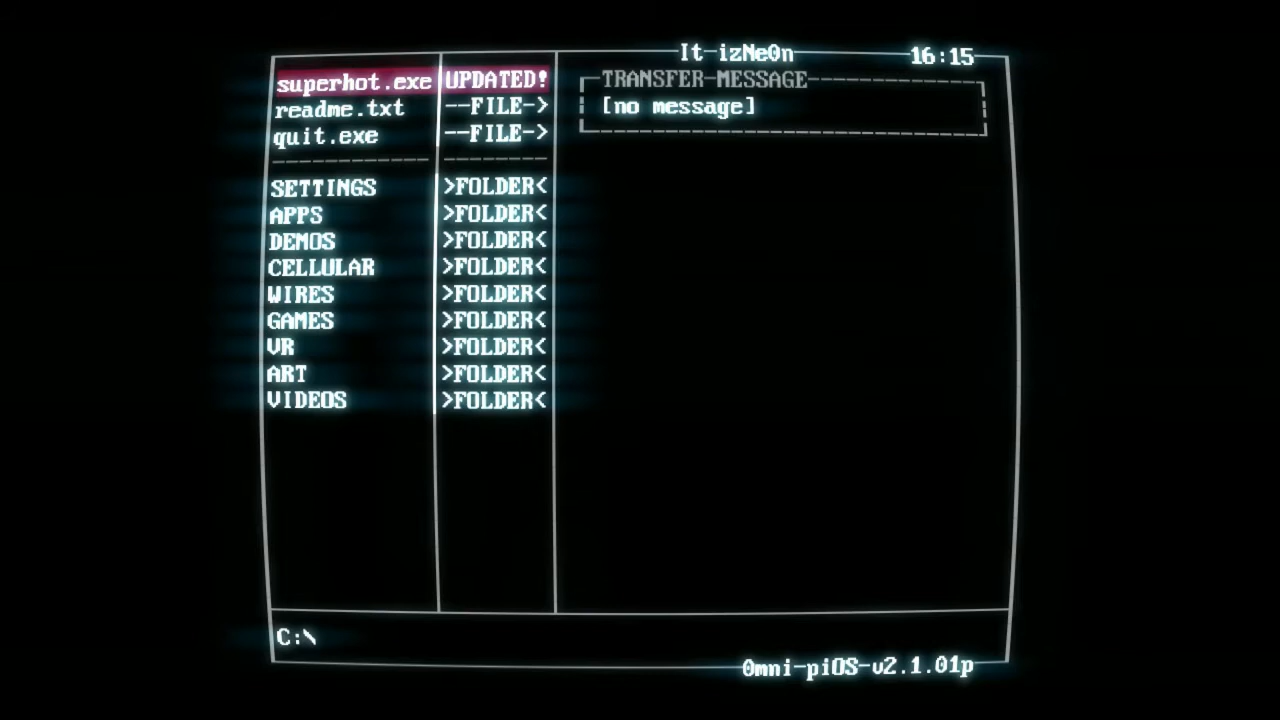 It-izNe0n 16:15
superhot.exe UPDATED!
readme.txt --FILE->
quit.exe --FILE->
SETTINGS >FOLDER<
APPS >FOLDER<
DEMOS >FOLDER<
CELLULAR >FOLDER<
WIRES >FOLDER<
GAMES >FOLDER<
VR >FOLDER<
ART >FOLDER<
VIDEOS >FOLDER<
TRANSFER-MESSAGE
[no message]
C:\
0mni-piOS-v2.1.01p